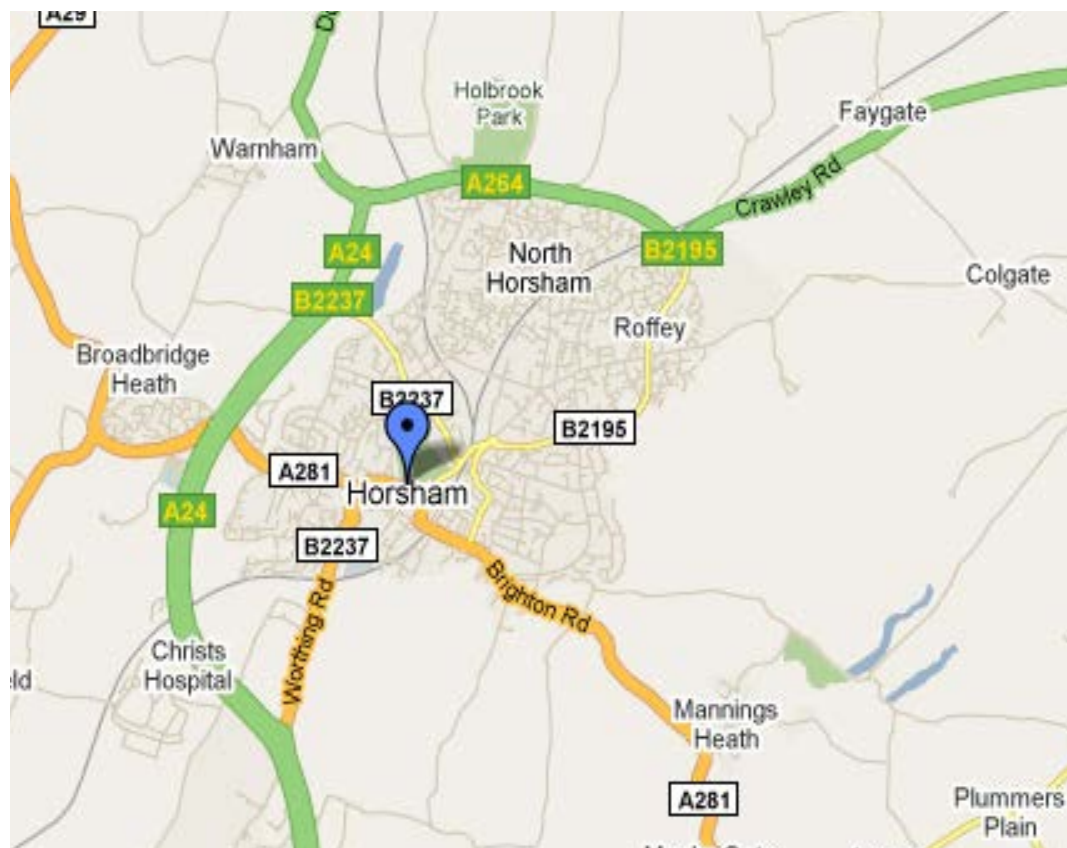 A29
Holbrook
Park
Faygate
Warnham
A264
Crawley Rd
A24
North
Horsham
B2195
Colgate
B2237
Roffey
Broadbridge
Heath
B2237
B2195
A281
Horsham
A24
B2237
Brighton Rd
Worthing Rd
Christs
Hospital
Mannings
Heath
A281
Plummers
Plain